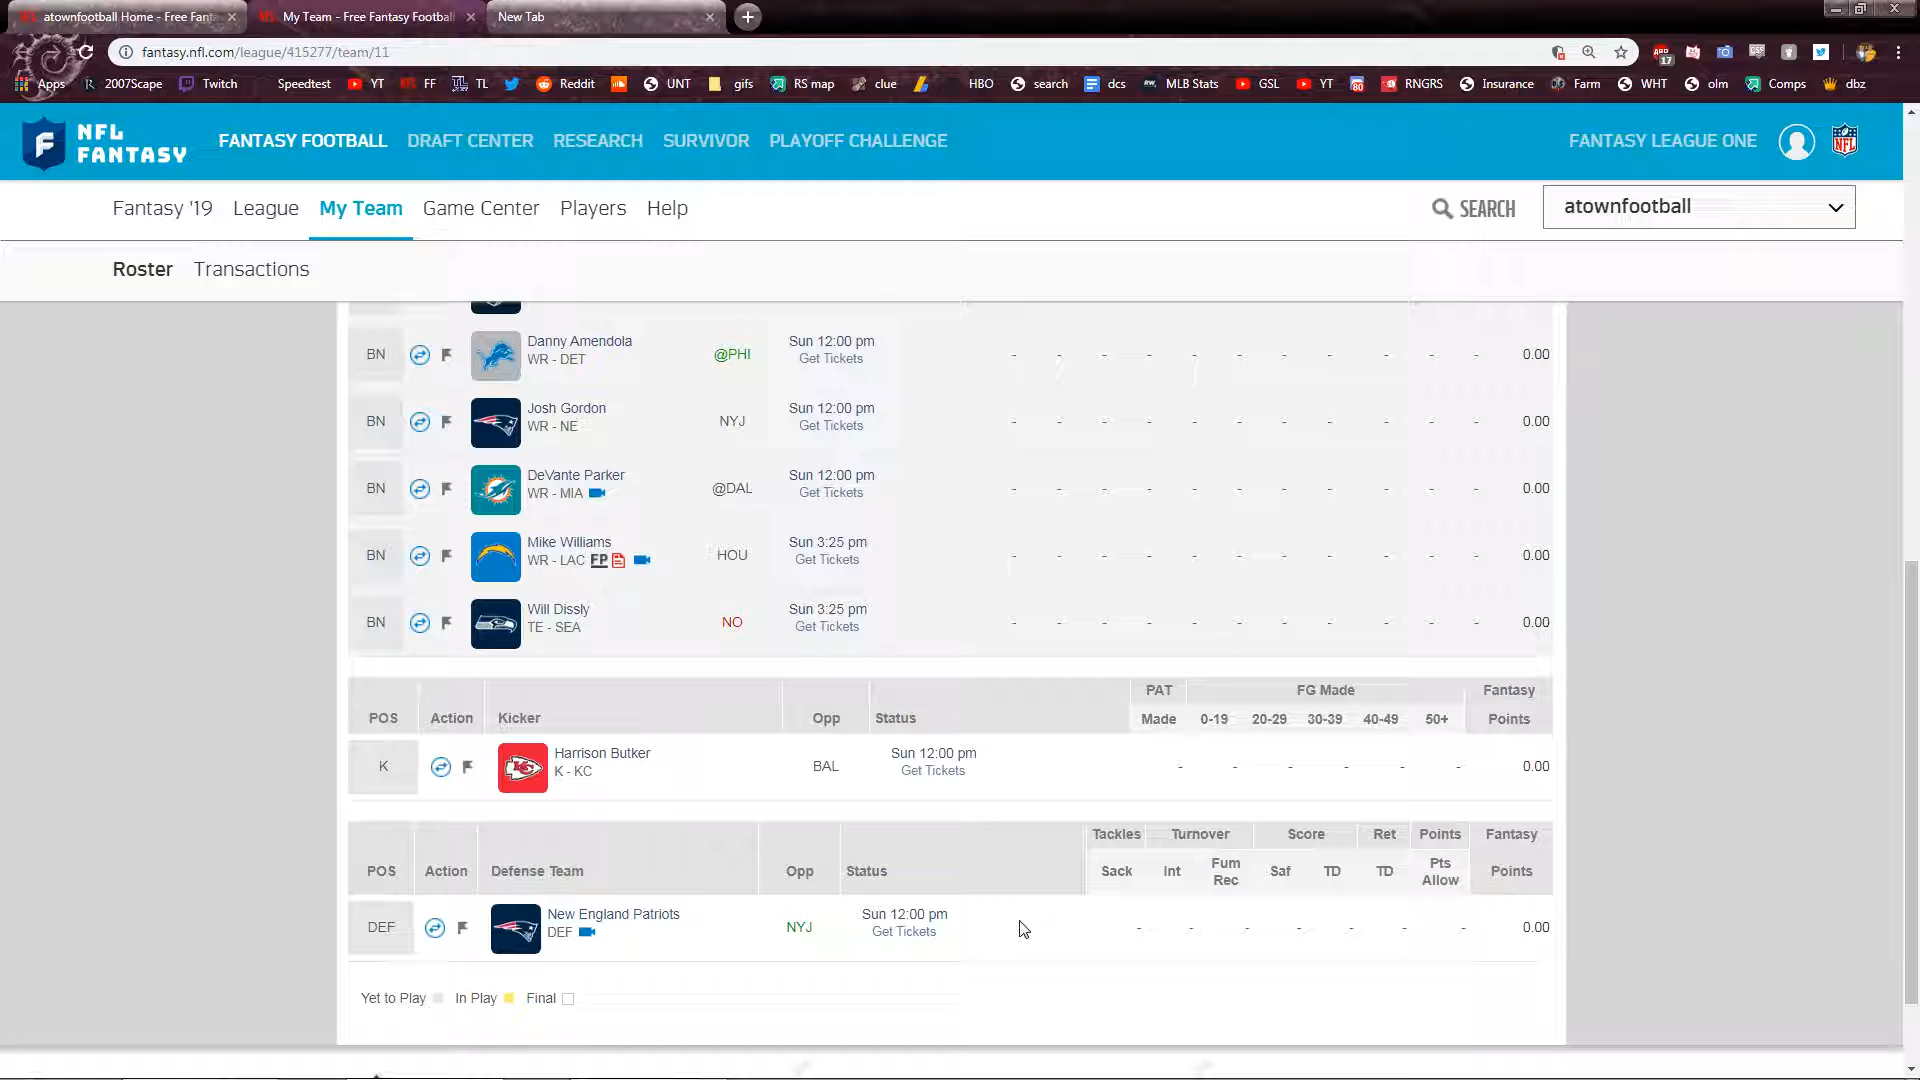 atownfootball Home - Free Fanta
My Team - Free Fantasy Football
New Tab
fantasy.nfl.com/league/415277/team/11
Apps 2007Scape Twitch Speedtest YT FF TL Reddit UNT gifs RS map clue HBO search dcs MLB Stats GSL YT RNGRS Insurance Farm WHT olm Comps dbz
NFL FANTASY
FANTASY FOOTBALL DRAFT CENTER RESEARCH SURVIVOR PLAYOFF CHALLENGE FANTASY LEAGUE ONE
Fantasy '19 League My Team Game Center Players Help SEARCH atownfootball
Roster Transactions
BN Danny Amendola @PHI Sun 12:00 pm - - - - - - - - - - - 0.00
WR - DET Get Tickets
BN Josh Gordon NYJ Sun 12:00 pm - - - - - - - - - - - 0.00
WR - NE Get Tickets
BN DeVante Parker @DAL Sun 12:00 pm - - - - - - - - - - - 0.00
WR - MIA Get Tickets
BN Mike Williams HOU Sun 3:25 pm - - - - - - - - - - - 0.00
WR - LAC FP Get Tickets
BN Will Dissly NO Sun 3:25 pm - - - - - - - - - - - 0.00
TE - SEA Get Tickets
PAT FG Made Fantasy
POS Action Kicker Opp Status Made 0-19 20-29 30-39 40-49 50+ Points
K Harrison Butker BAL Sun 12:00 pm - - - - - - 0.00
K - KC Get Tickets
Tackles Turnover Score Ret Points Fantasy
POS Action Defense Team Opp Status Sack Int Fum Rec Saf TD TD Pts Allow Points
DEF New England Patriots NYJ Sun 12:00 pm - - - - - - - 0.00
DEF Get Tickets
Yet to Play In Play Final